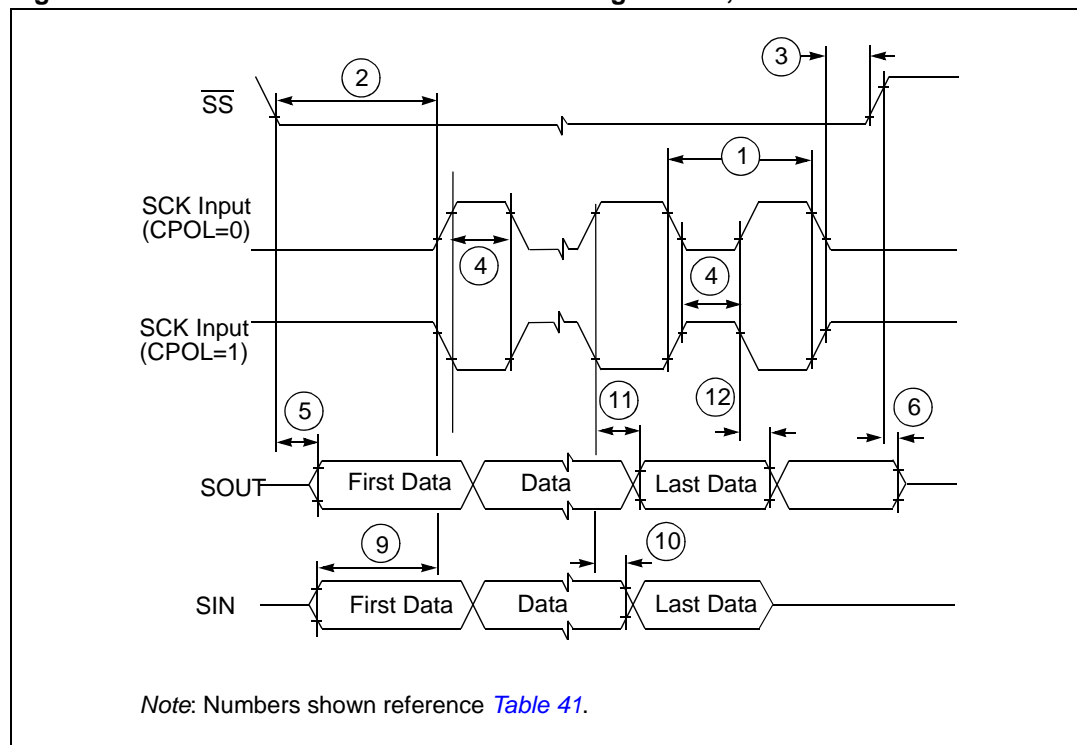 3
2
SS
1
SCK Input
(CPOL=0)
4
4
SCK Input
(CPOL=1)
5
11
12
6
SOUT
First Data
Data
Last Data
9
10
SIN
First Data
Data
Last Data
Note: Numbers shown reference Table 41.